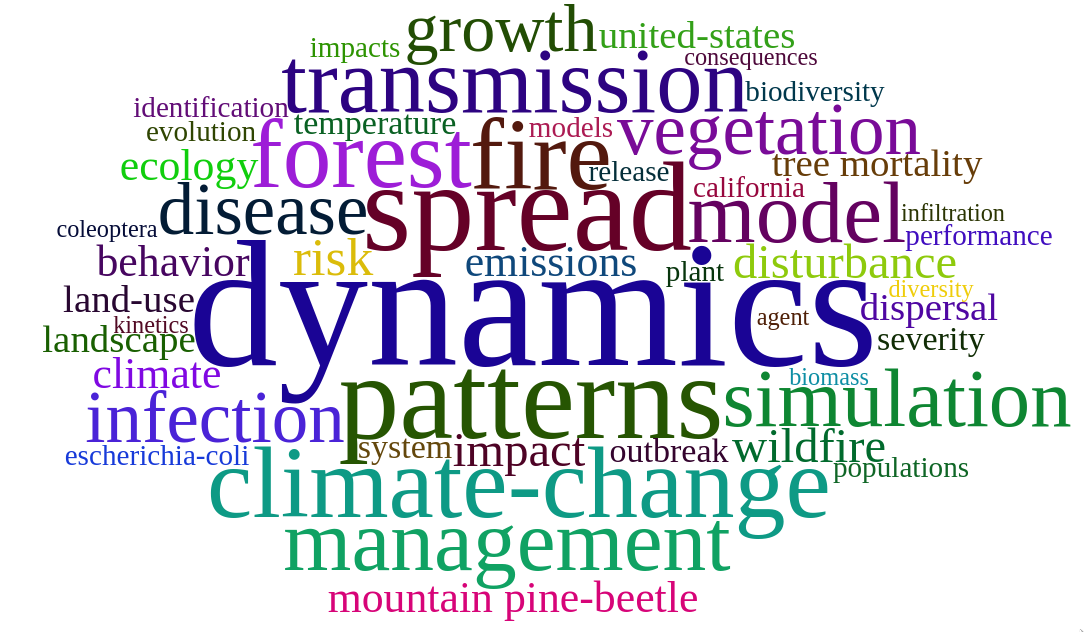 growth
united-states
impacts
consequences
transmission
biodiversity
identification
evolution
temperature
models
vegetation
forest
fire
ecology
release
tree mortality
california
disease
spread
model
infiltration
coleoptera
performance
behavior
risk
emissions
plant
disturbance
land-use
diversity
dynamics
dispersal
kinetics
agent
landscape
severity
climate
patterns
biomass
simulation
infection
system
impact
outbreak
wildfire
escherichia-coli
populations
climate-change
management
mountain pine-beetle